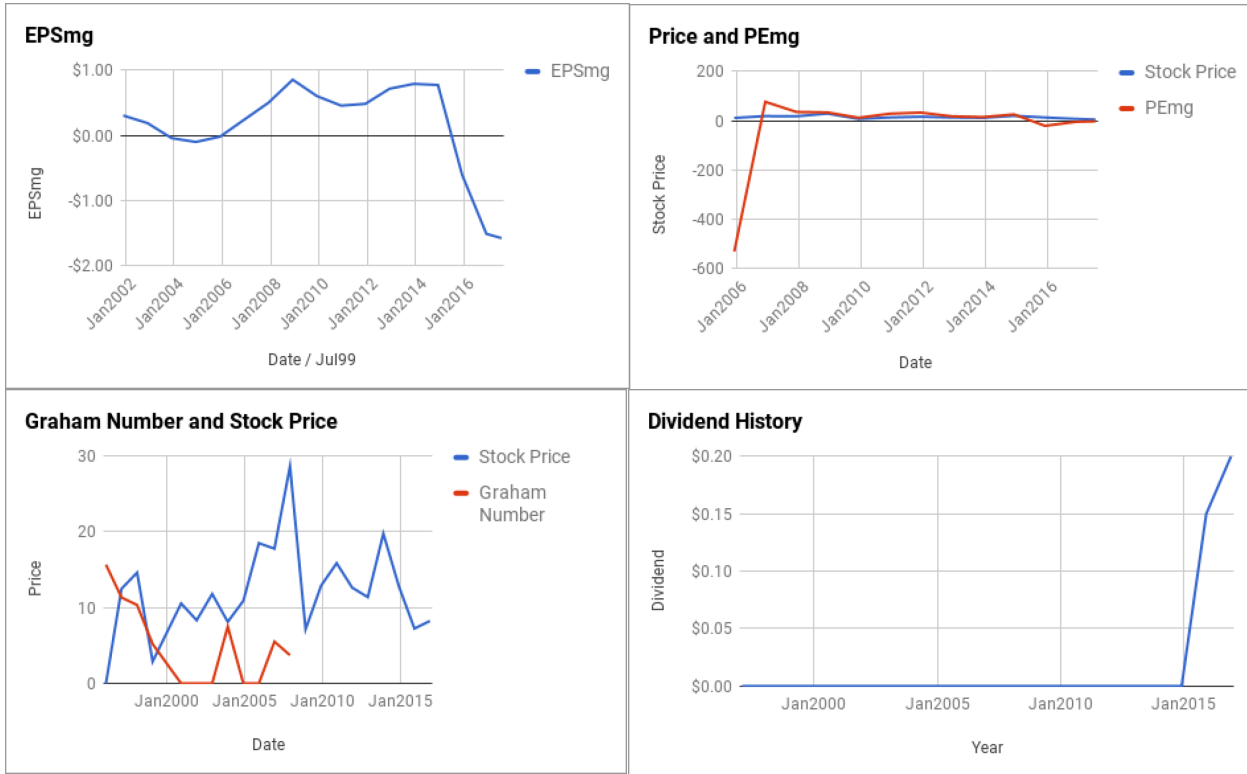 EPSmg
$1.00
$0.00
-$1.00
-$2.00
EPSmg
Jan2002
Jan2004
Jan2006
Jan2008
Jan2010
Jan2012
Jan2014
Jan2016
Date / Jul99
EPSmg
Price and PEmg
200
0
-200
-400
-600
Stock Price
Jan2006
Jan2008
Jan2010
Jan2012
Jan2014
Jan2016
Date
Stock Price
PEmg
Graham Number and Stock Price
30
20
10
0
Price
Jan2000
Jan2005
Jan2010
Jan2015
Date
Stock Price
Graham
Number
Dividend History
$0.20
$0.15
$0.10
$0.05
$0.00
Dividend
Jan2000
Jan2005
Jan2010
Jan2015
Year